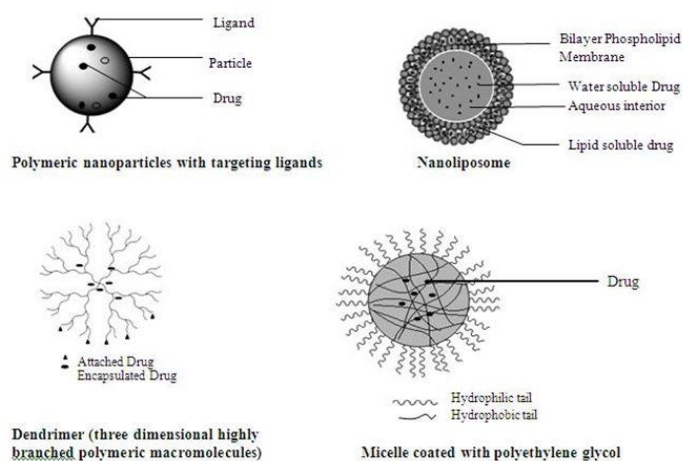 Ligand
Particle
Drug
Polymeric nanoparticles with targeting ligands
Bilayer Phospholipid
Membrane
Water soluble Drug
Aqueous interior
Lipid soluble drug
Nanoliposome
Attached Drug
Encapsulated Drug
Dendrimer (three dimensional highly
branched polymeric macromolecules)
Drug
Hydrophilic tail
Hydrophobic tail
Micelle coated with polyethylene glycol